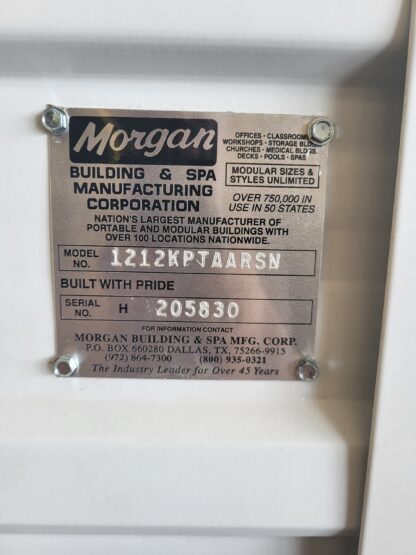 Morgan
OFFICES · CLASSROOMS
WORKSHOPS · STORAGE BLDGS
CHURCHES · MEDICAL BLDGS.
DECKS · POOLS · SPAS
BUILDING & SPA
MANUFACTURING
CORPORATION
MODULAR SIZES &
STYLES UNLIMITED
OVER 750,000 IN
USE IN 50 STATES
NATION'S LARGEST MANUFACTURER OF
PORTABLE AND MODULAR BUILDINGS WITH
OVER 100 LOCATIONS NATIONWIDE.
MODEL NO. 1212KPTAARSN
BUILT WITH PRIDE
SERIAL NO. H 205830
FOR INFORMATION CONTACT
MORGAN BUILDING & SPA MFG. CORP.
P.O. BOX 660280 DALLAS, TX, 75266-9915
(972) 864-7300 (800) 935-0321
The Industry Leader for Over 45 Years